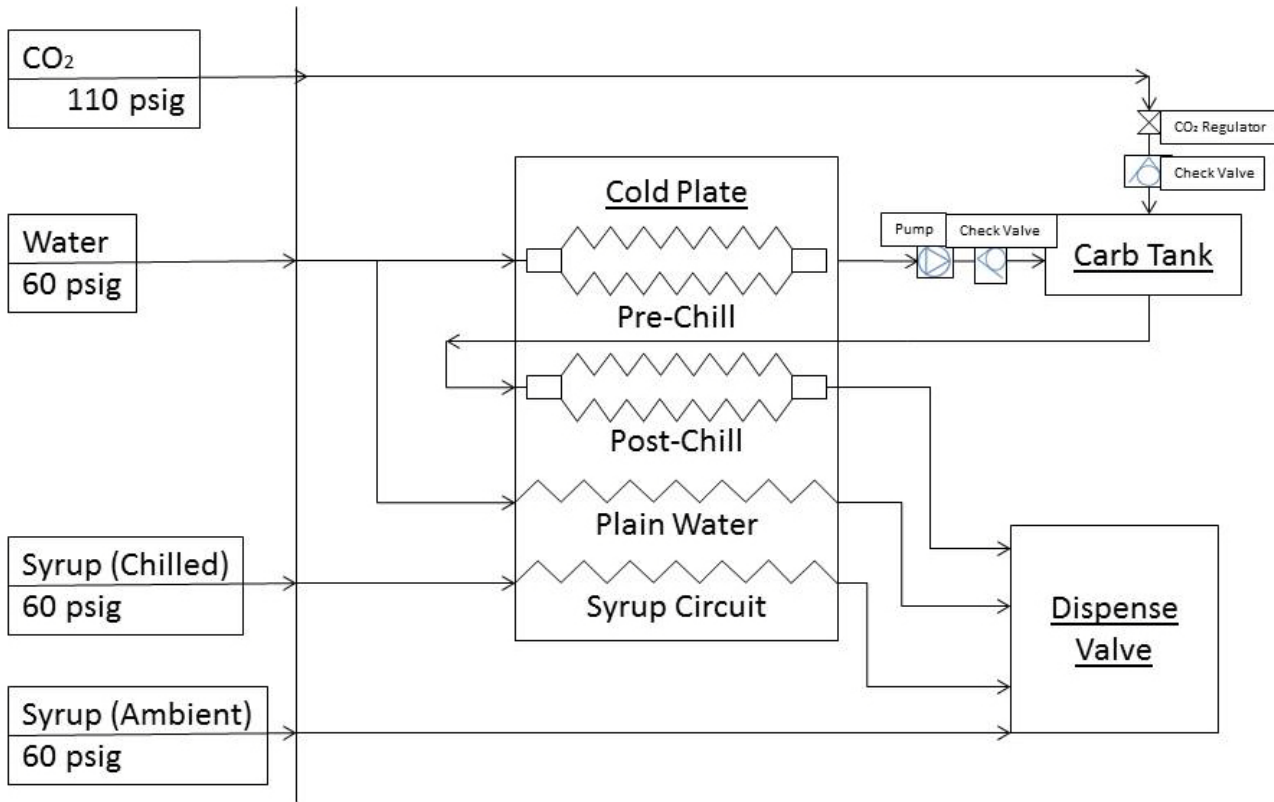 CO₂
110 psig
CO₂ Regulator
Check Valve
Water
60 psig
Cold Plate
Pump
Check Valve
Carb Tank
Pre-Chill
Post-Chill
Plain Water
Syrup (Chilled)
60 psig
Syrup Circuit
Dispense
Valve
Syrup (Ambient)
60 psig